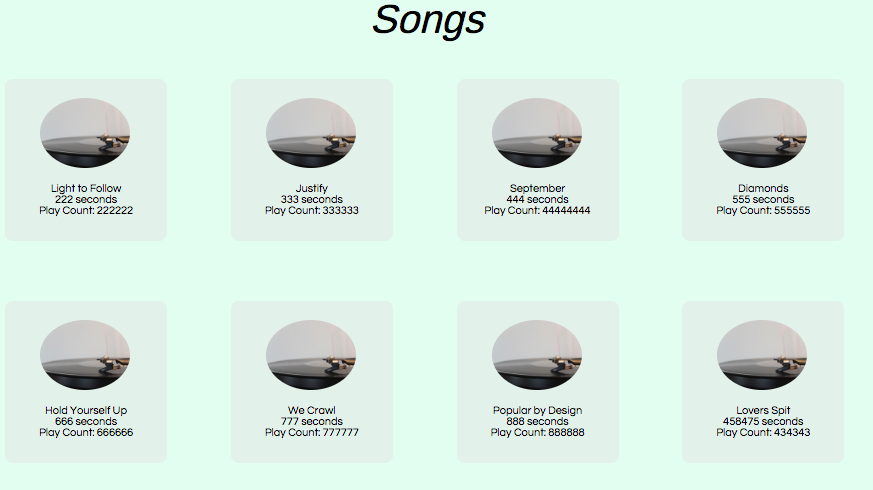 Songs
Light to Follow
222 seconds
Play Count: 222222
Justify
333 seconds
Play Count: 333333
September
444 seconds
Play Count: 44444444
Diamonds
555 seconds
Play Count: 555555
Hold Yourself Up
666 seconds
Play Count: 666666
We Crawl
777 seconds
Play Count: 777777
Popular by Design
888 seconds
Play Count: 888888
Lovers Spit
458475 seconds
Play Count: 434343